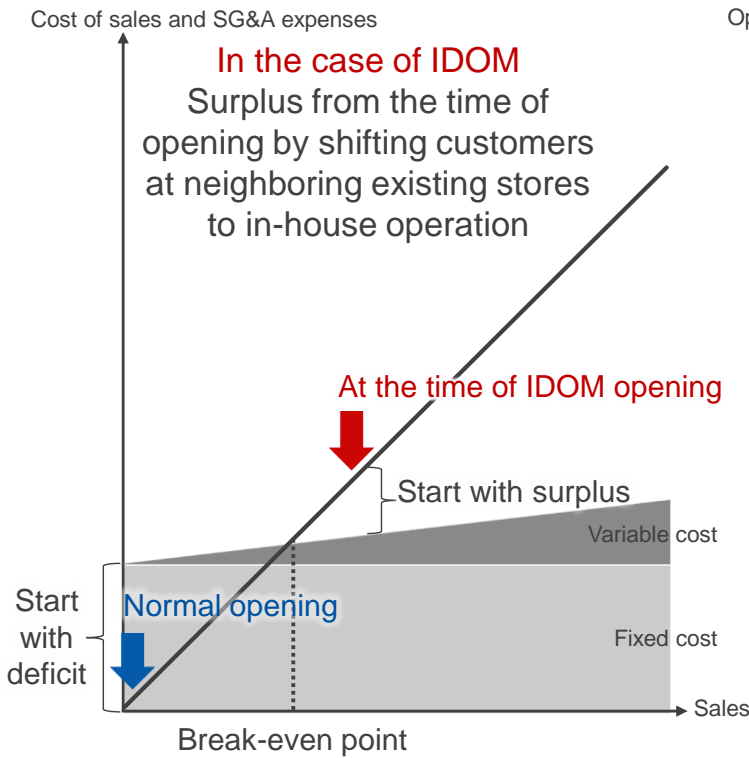 Cost of sales and SG&A expenses
Op
In the case of IDOM
Surplus from the time of
opening by shifting customers
at neighboring existing stores
to in-house operation
At the time of IDOM opening
Start with surplus
Variable cost
Start
with
deficit
Normal opening
Fixed cost
Sales
Break-even point